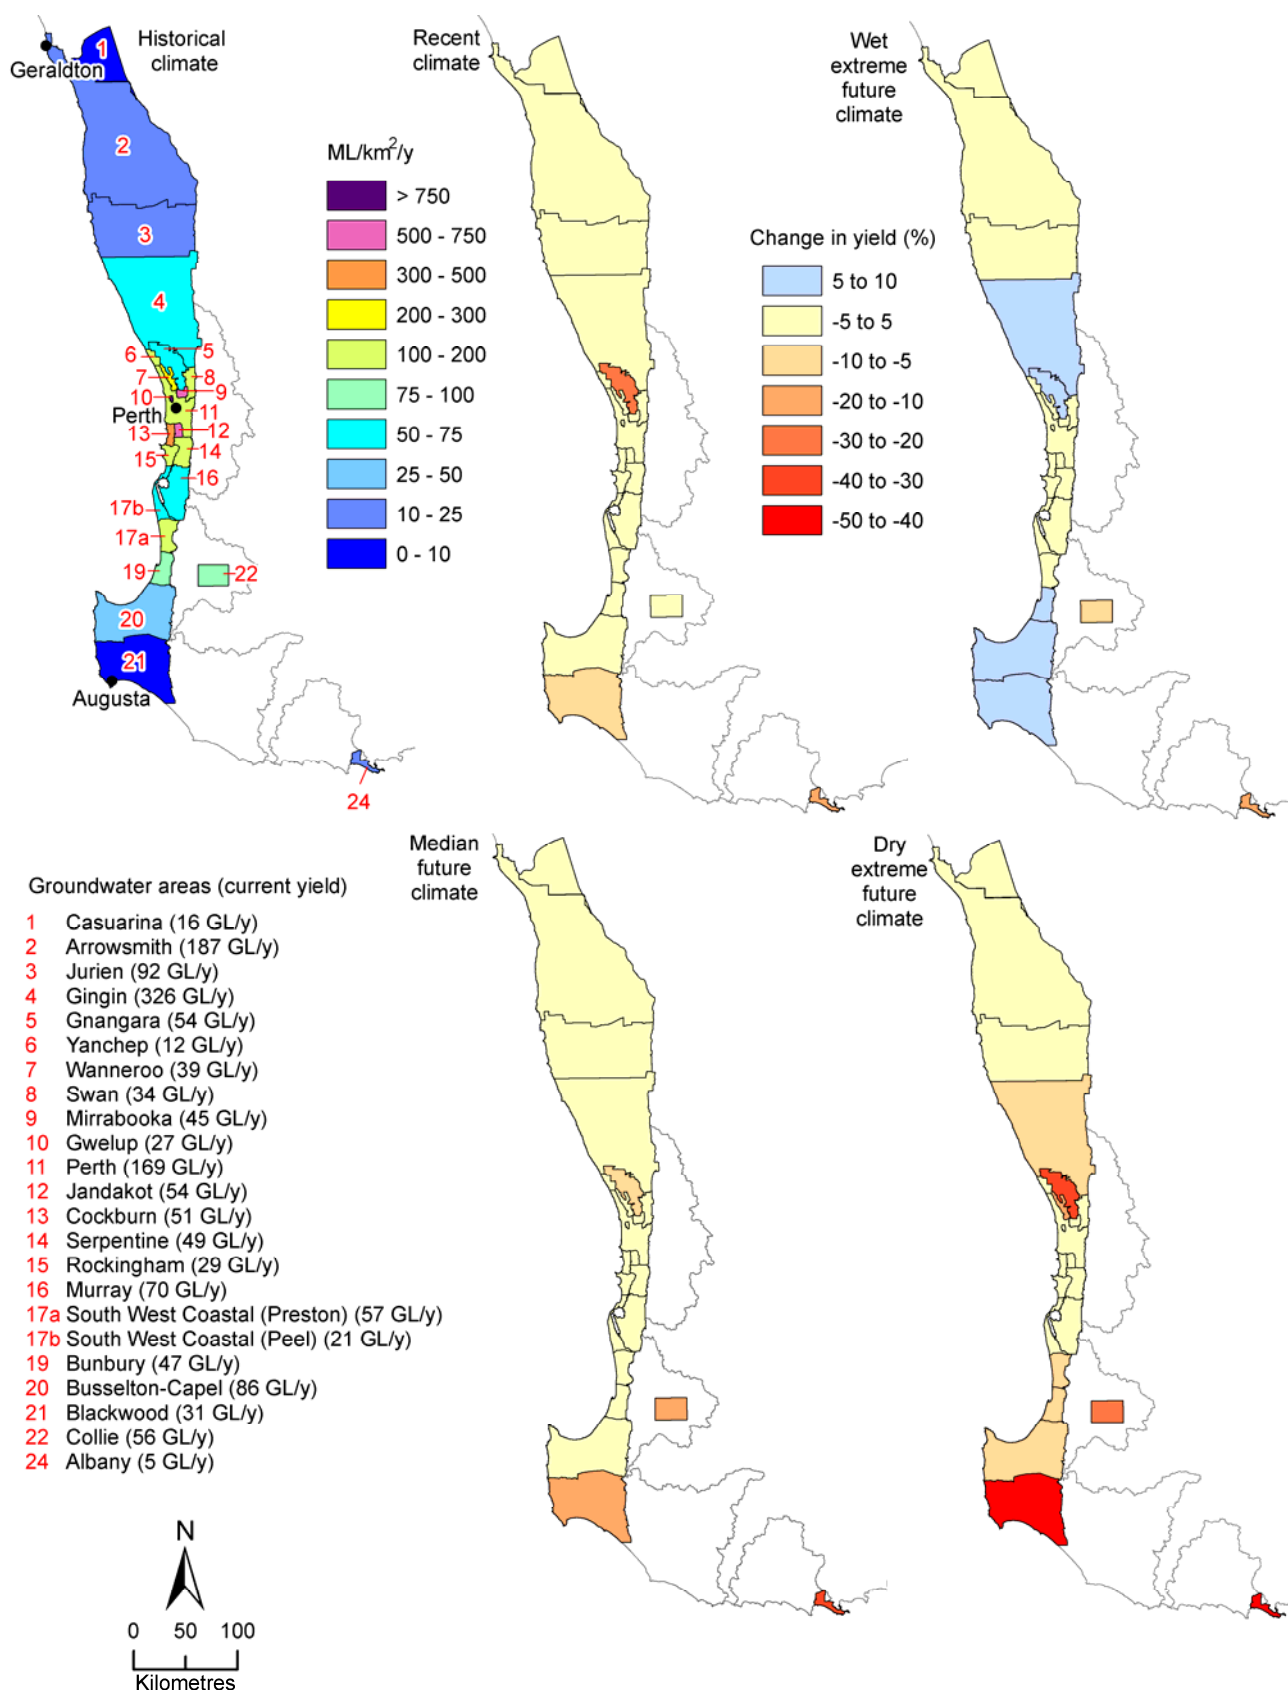 Historical
climate
1
Geraldton
2
3
4
5
6
7
8
9
10
Perth
11
12
13
14
15
16
17b
17a
19
22
20
21
Augusta
24
ML/km²/y
> 750
500 - 750
300 - 500
200 - 300
100 - 200
75 - 100
50 - 75
25 - 50
10 - 25
0 - 10
Recent
climate
Wet
extreme
future
climate
Change in yield (%)
5 to 10
-5 to 5
-10 to -5
-20 to -10
-30 to -20
-40 to -30
-50 to -40
Median
future
climate
Dry
extreme
future
climate
Groundwater areas (current yield)
1 Casuarina (16 GL/y)
2 Arrowsmith (187 GL/y)
3 Jurien (92 GL/y)
4 Gingin (326 GL/y)
5 Gnangara (54 GL/y)
6 Yanchep (12 GL/y)
7 Wanneroo (39 GL/y)
8 Swan (34 GL/y)
9 Mirrabooka (45 GL/y)
10 Gwelup (27 GL/y)
11 Perth (169 GL/y)
12 Jandakot (54 GL/y)
13 Cockburn (51 GL/y)
14 Serpentine (49 GL/y)
15 Rockingham (29 GL/y)
16 Murray (70 GL/y)
17a South West Coastal (Preston) (57 GL/y)
17b South West Coastal (Peel) (21 GL/y)
19 Bunbury (47 GL/y)
20 Busselton-Capel (86 GL/y)
21 Blackwood (31 GL/y)
22 Collie (56 GL/y)
24 Albany (5 GL/y)
N
0 50 100
Kilometres